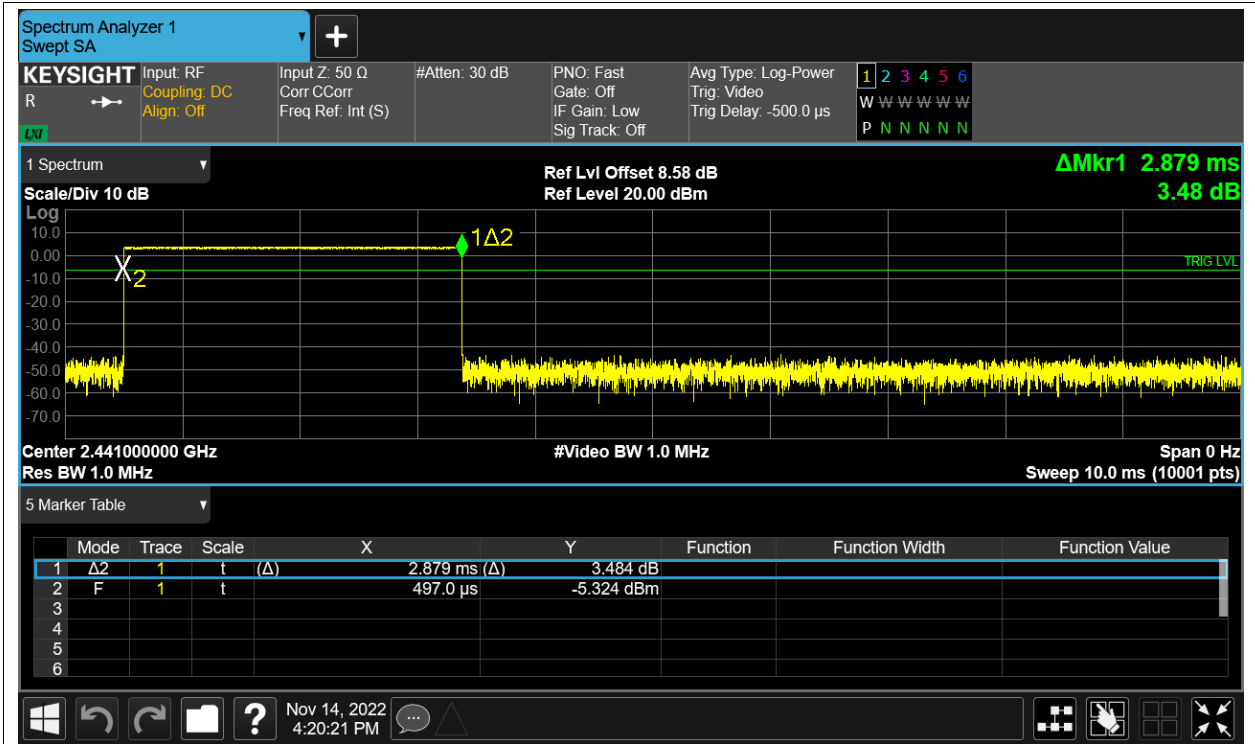 Spectrum Analyzer 1
Swept SA
KEYSIGHT Input: RF Input Z: 50 Ω #Atten: 30 dB PNO: Fast Avg Type: Log-Power 1 2 3 4 5 6
R Coupling: DC Corr CCorr Gate: Off Trig: Video W W W W W W
Align: Off Freq Ref: Int (S) IF Gain: Low Trig Delay: -500.0 µs
LXI Sig Track: Off P N N N N N
1 Spectrum Ref Lvl Offset 8.58 dB ΔMkr1 2.879 ms
Scale/Div 10 dB Ref Level 20.00 dBm 3.48 dB
Log
10.0 1Δ2
0.00 TRIG LVL
-10.0 X2
-20.0
-30.0
-40.0
-50.0
-60.0
-70.0
Center 2.441000000 GHz #Video BW 1.0 MHz Span 0 Hz
Res BW 1.0 MHz Sweep 10.0 ms (10001 pts)
5 Marker Table
Mode Trace Scale X Y Function Function Width Function Value
1 Δ2 1 t (Δ) 2.879 ms (Δ) 3.484 dB
2 F 1 t 497.0 µs -5.324 dBm
3
4
5
6
? Nov 14, 2022
4:20:21 PM